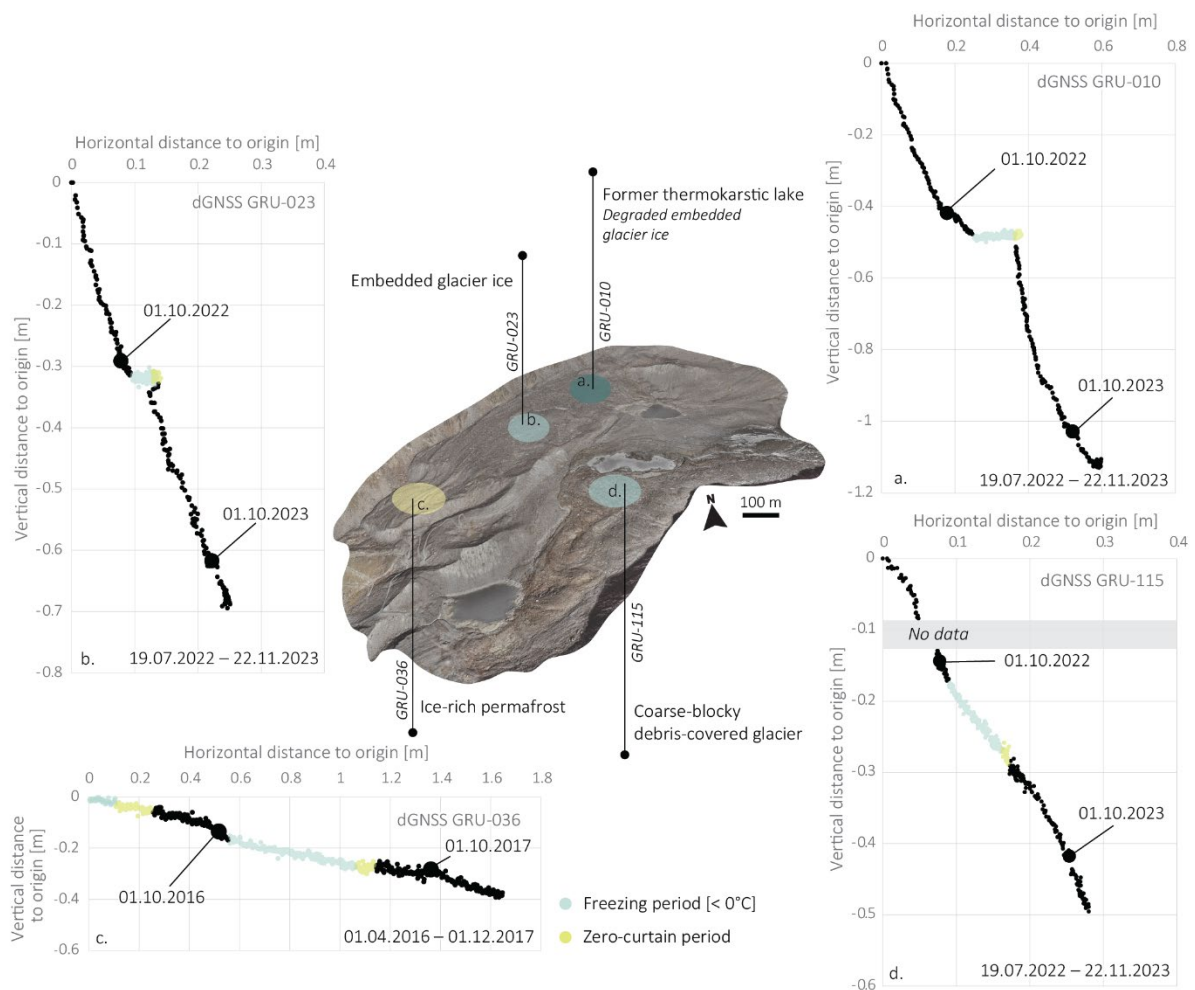 Horizontal distance to origin [m]
0 0.2 0.4 0.6 0.8
dGNSS GRU-010
0
-0.2
-0.4
-0.6
-0.8
-1
-1.2
Vertical distance to origin [m]
01.10.2022
01.10.2023
a.
19.07.2022 – 22.11.2023
Horizontal distance to origin [m]
0 0.1 0.2 0.3 0.4
dGNSS GRU-023
0
-0.1
-0.2
-0.3
-0.4
-0.5
-0.6
-0.7
-0.8
Vertical distance to origin [m]
01.10.2022
01.10.2023
b.
19.07.2022 – 22.11.2023
Former thermokarstic lake
Degraded embedded
glacier ice
Embedded glacier ice
GRU-023
GRU-010
a.
b.
c.
d.
N
100 m
GRU-036
GRU-115
Ice-rich permafrost
Coarse-blocky
debris-covered glacier
Horizontal distance to origin [m]
0 0.1 0.2 0.3 0.4
dGNSS GRU-115
0
-0.1
-0.2
-0.3
-0.4
-0.5
-0.6
Vertical distance to origin [m]
No data
01.10.2022
01.10.2023
d.
19.07.2022 – 22.11.2023
Horizontal distance to origin [m]
0 0.2 0.4 0.6 0.8 1 1.2 1.4 1.6 1.8
dGNSS GRU-036
0
-0.2
-0.4
-0.6
Vertical distance
to origin [m]
01.10.2016
01.10.2017
c.
01.04.2016 – 01.12.2017
Freezing period [< 0°C]
Zero-curtain period